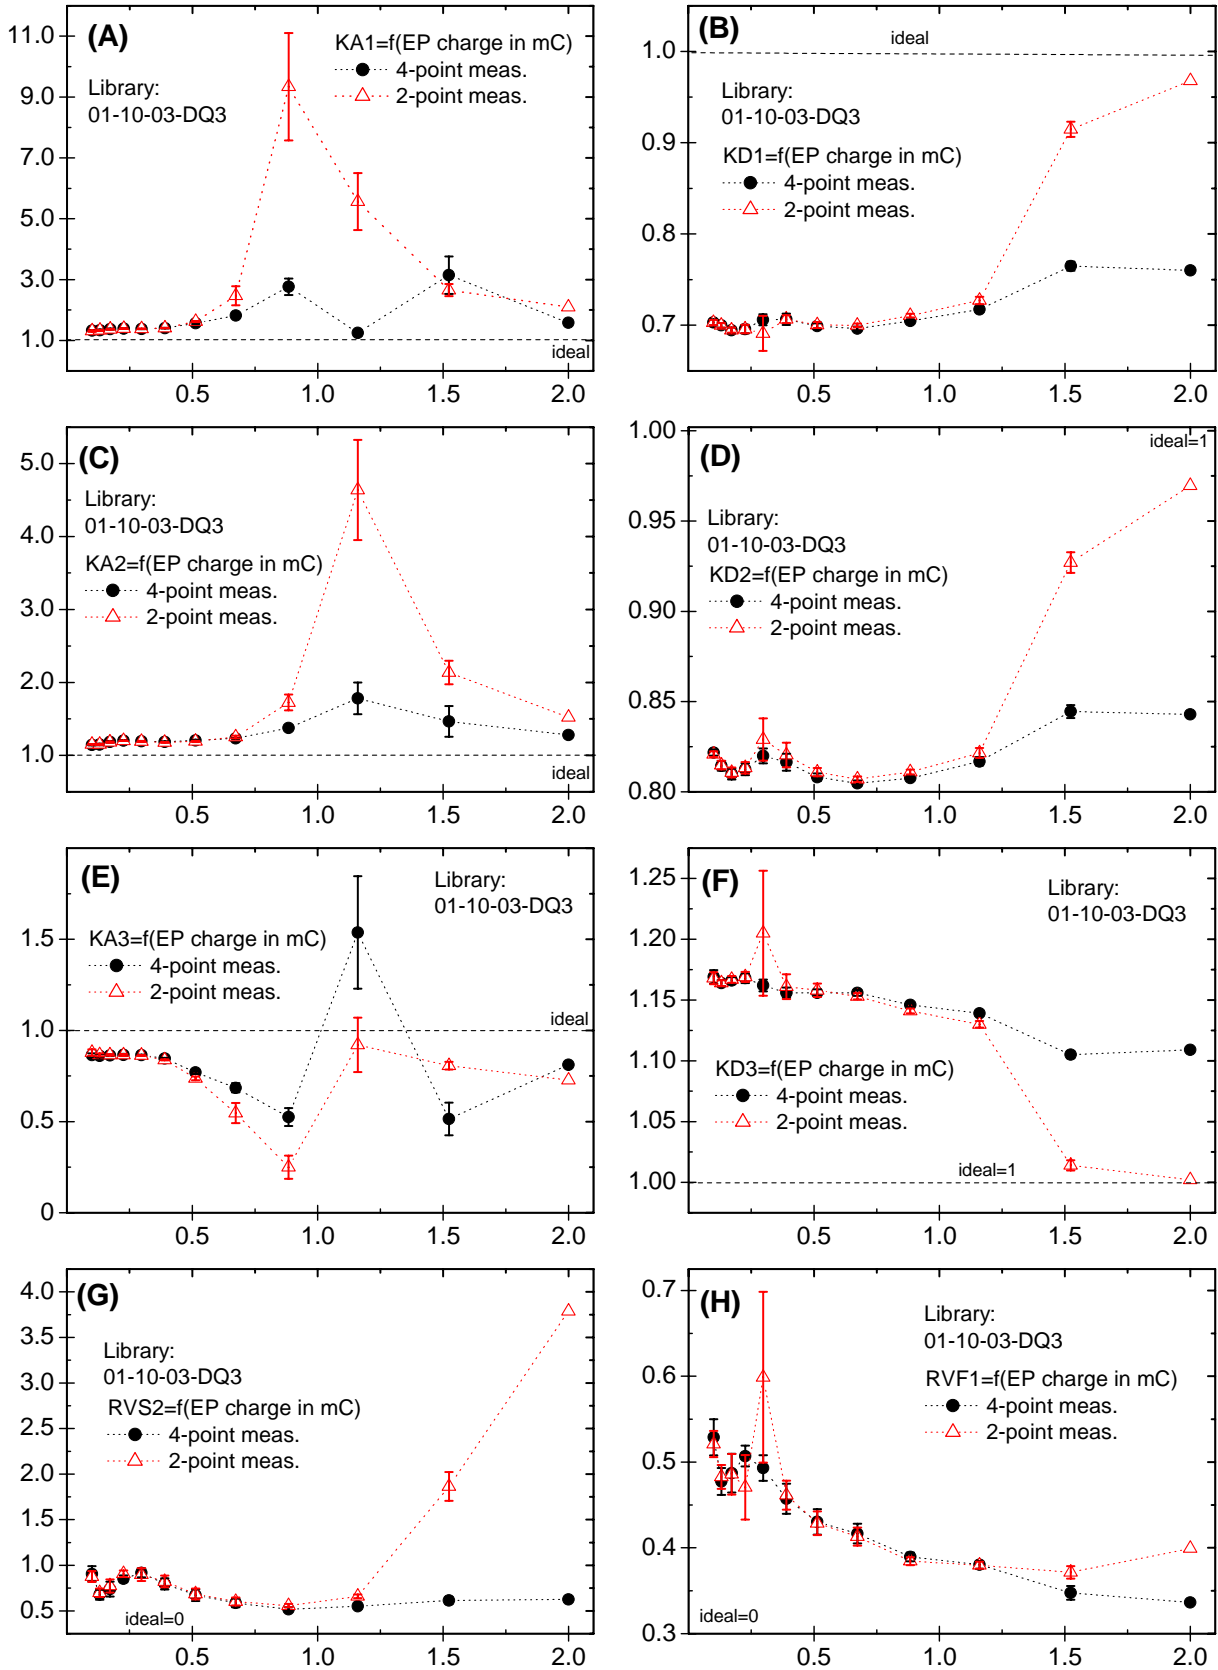 (A)
KA1=f(EP charge in mC)
4-point meas.
2-point meas.
Library:
01-10-03-DQ3
ideal
11.0
9.0
7.0
5.0
3.0
1.0
0.5
1.0
1.5
2.0
(B)
ideal
Library:
01-10-03-DQ3
KD1=f(EP charge in mC)
4-point meas.
2-point meas.
1.0
0.9
0.8
0.7
0.5
1.0
1.5
2.0
(C)
Library:
01-10-03-DQ3
KA2=f(EP charge in mC)
4-point meas.
2-point meas.
ideal
5.0
4.0
3.0
2.0
1.0
0.5
1.0
1.5
2.0
(D)
ideal=1
Library:
01-10-03-DQ3
KD2=f(EP charge in mC)
4-point meas.
2-point meas.
1.00
0.95
0.90
0.85
0.80
0.5
1.0
1.5
2.0
(E)
Library:
01-10-03-DQ3
KA3=f(EP charge in mC)
4-point meas.
2-point meas.
ideal
1.5
1.0
0.5
0
0.5
1.0
1.5
2.0
(F)
Library:
01-10-03-DQ3
KD3=f(EP charge in mC)
4-point meas.
2-point meas.
ideal=1
1.25
1.20
1.15
1.10
1.05
1.00
0.5
1.0
1.5
2.0
(G)
Library:
01-10-03-DQ3
RVS2=f(EP charge in mC)
4-point meas.
2-point meas.
ideal=0
4.0
3.5
3.0
2.5
2.0
1.5
1.0
0.5
0.5
1.0
1.5
2.0
(H)
Library:
01-10-03-DQ3
RVF1=f(EP charge in mC)
4-point meas.
2-point meas.
ideal=0
0.7
0.6
0.5
0.4
0.3
0.5
1.0
1.5
2.0